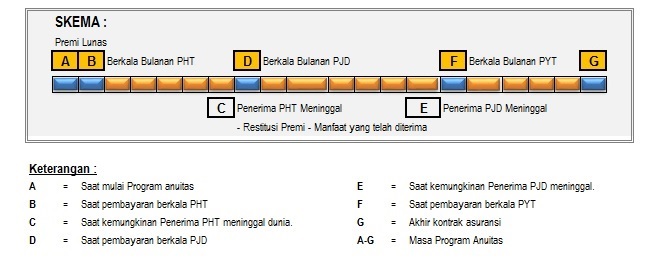 SKEMA :
Premi Lunas
A B Berkala Bulanan PHT D Berkala Bulanan PJD F Berkala Bulanan PYT G
C Penerima PHT Meninggal E Penerima PJD Meninggal
- Restitusi Premi - Manfaat yang telah diterima
Keterangan :
A = Saat mulai Program anuitas
B = Saat pembayaran berkala PHT
C = Saat kemungkinan Penerima PHT meninggal dunia.
D = Saat pembayaran berkala PJD
E = Saat kemungkinan Penerima PJD meninggal.
F = Saat pembayaran berkala PYT
G = Akhir kontrak asuransi
A-G = Masa Program Anuitas